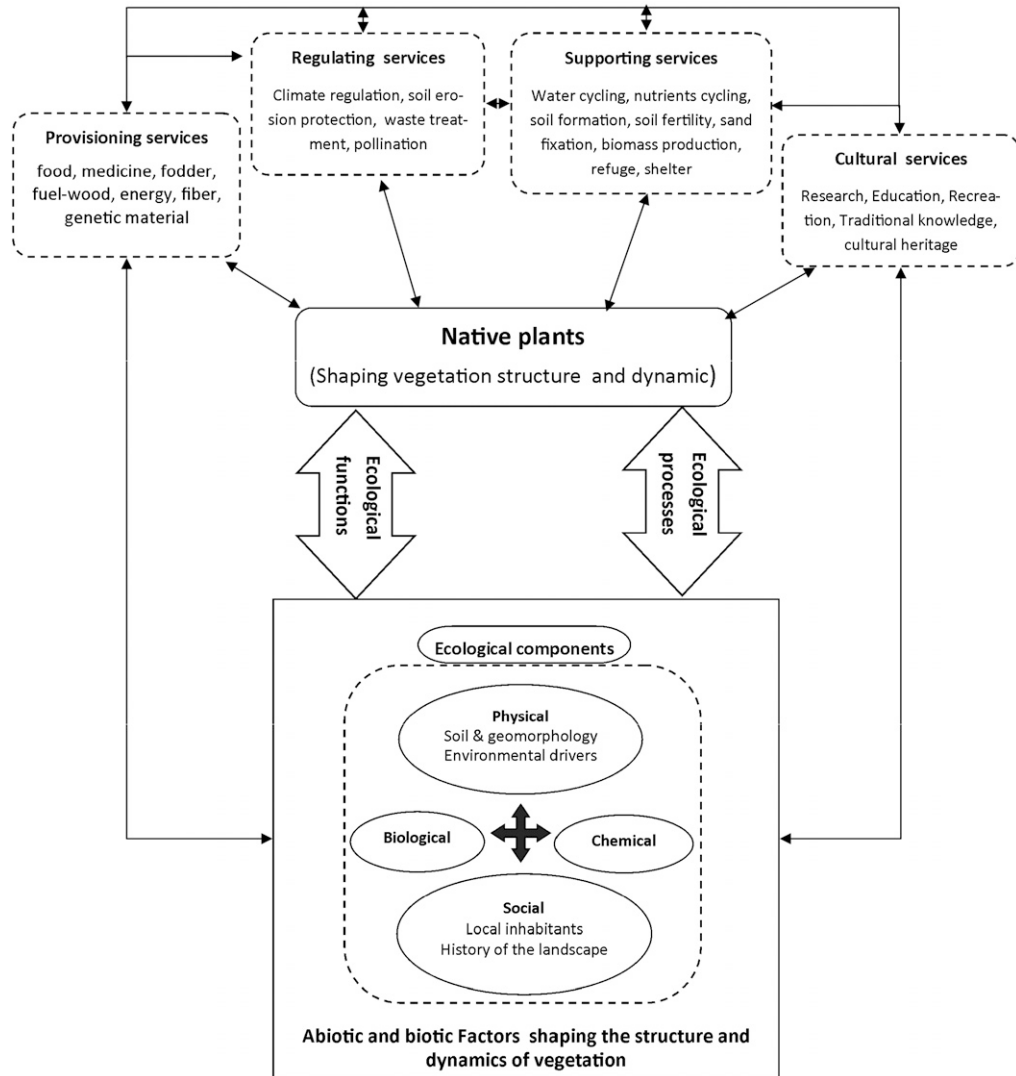 Regulating services
Climate regulation, soil ero-
sion protection, waste treat-
ment, pollination
Supporting services
Water cycling, nutrients cycling,
soil formation, soil fertility, sand
fixation, biomass production,
refuge, shelter
Provisioning services
food, medicine, fodder,
fuel-wood, energy, fiber,
genetic material
Cultural services
Research, Education, Recrea-
tion, Traditional knowledge,
cultural heritage
Native plants
(Shaping vegetation structure and dynamic)
Ecological
functions
Ecological
processes
Ecological components
Physical
Soil & geomorphology
Environmental drivers
Biological
Chemical
Social
Local inhabitants
History of the landscape
Abiotic and biotic Factors shaping the structure and
dynamics of vegetation